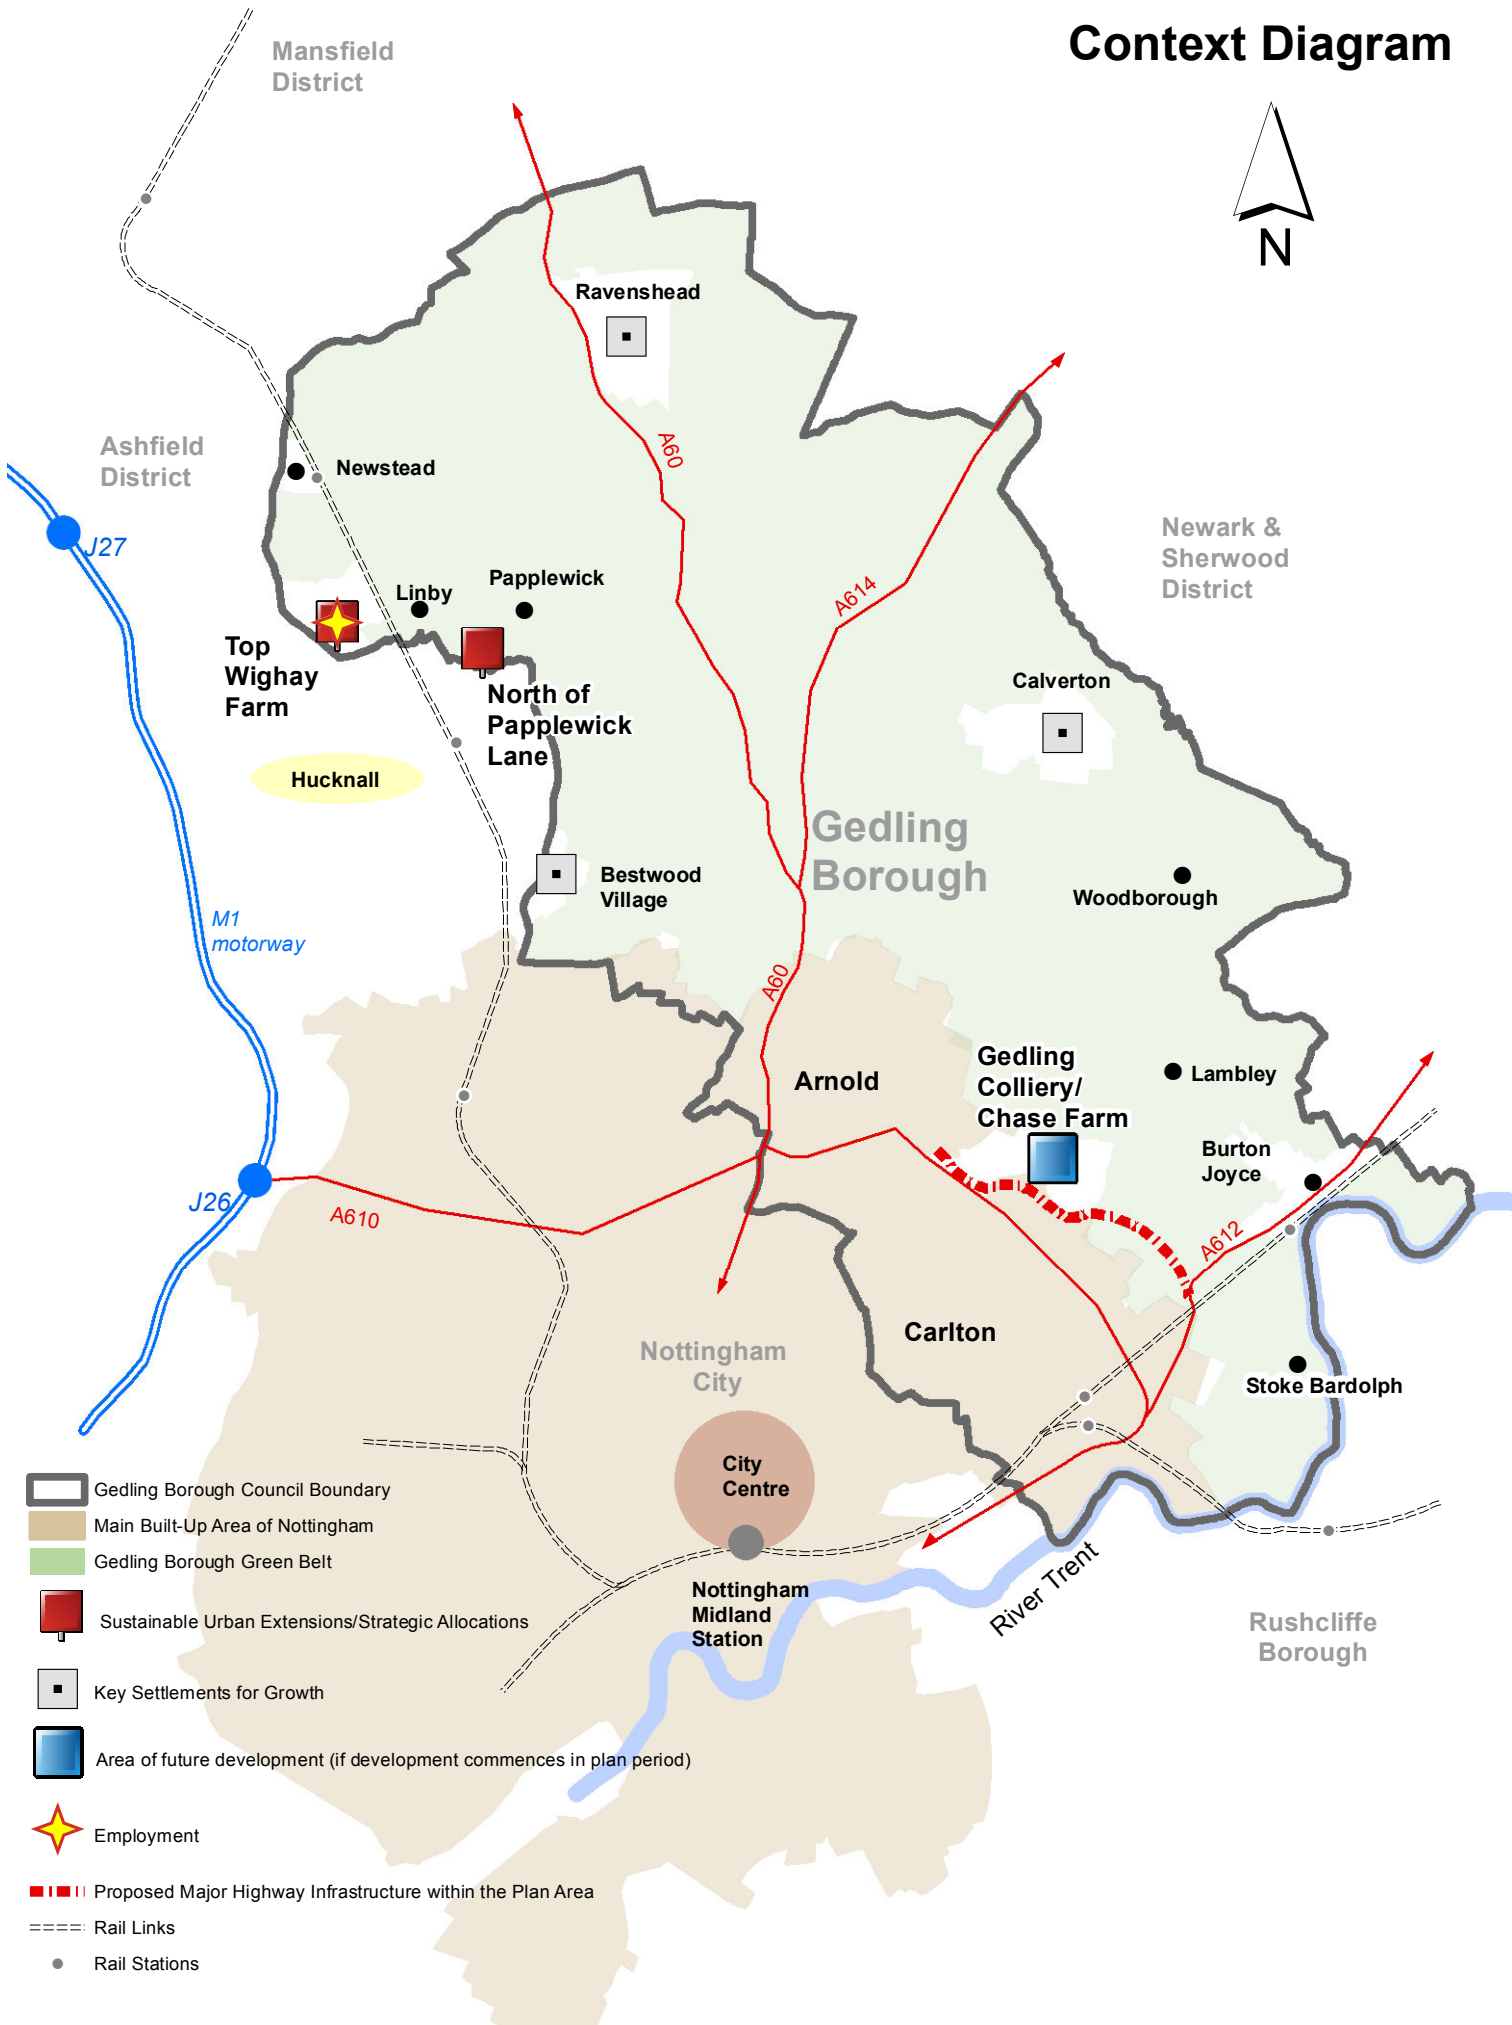 Context Diagram
Mansfield
District
N
Ravenshead
A60
Ashfield
District
Newstead
J27
Newark &
Sherwood
District
Linby
Papplewick
A614
Top
Wighay
Farm
North of
Papplewick
Lane
Calverton
Hucknall
Gedling
Borough
Bestwood
Village
Woodborough
M1
motorway
A60
Gedling
Colliery/
Chase Farm
Arnold
Lambley
Burton
Joyce
J26
A610
A612
Carlton
Nottingham
City
Stoke Bardolph
City
Centre
Nottingham
Midland
Station
River Trent
Rushcliffe
Borough
Gedling Borough Council Boundary
Main Built-Up Area of Nottingham
Gedling Borough Green Belt
Sustainable Urban Extensions/Strategic Allocations
Key Settlements for Growth
Area of future development (if development commences in plan period)
Employment
Proposed Major Highway Infrastructure within the Plan Area
Rail Links
Rail Stations